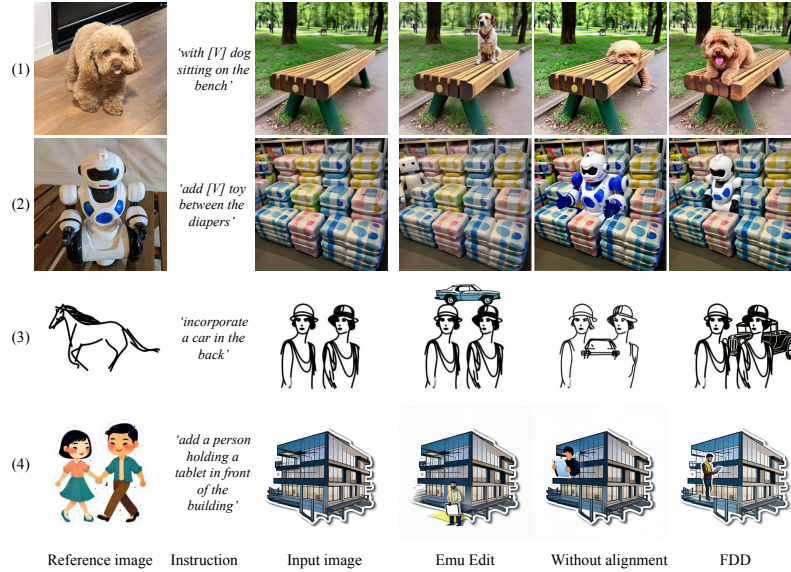 (1)
‘with [V] dog
sitting on the
bench’
(2)
‘add [V] toy
between the
diapers’
(3)
‘incorporate
a car in the
back’
(4)
‘add a person
holding a
tablet in front
of the
building’
Reference image Instruction Input image Emu Edit Without alignment FDD